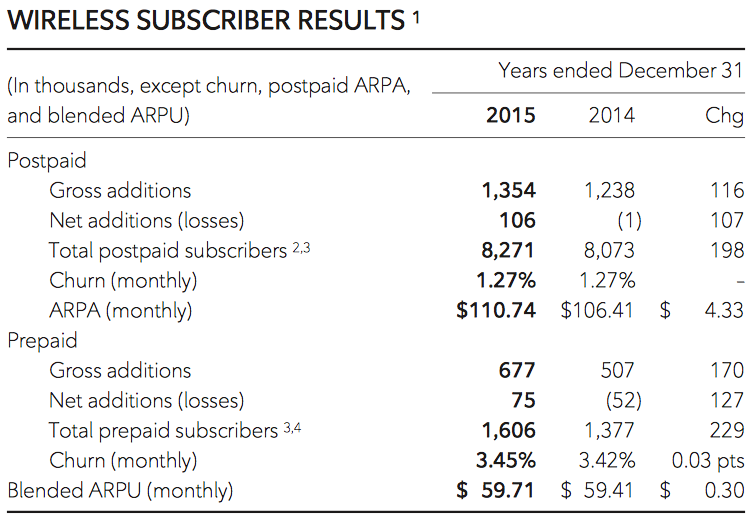 WIRELESS SUBSCRIBER RESULTS 1
Years ended December 31
(In thousands, except churn, postpaid ARPA,
and blended ARPU) 2015 2014 Chg
Postpaid
Gross additions 1,354 1,238 116
Net additions (losses) 106 (1) 107
Total postpaid subscribers 2,3 8,271 8,073 198
Churn (monthly) 1.27% 1.27% –
ARPA (monthly) $110.74 $106.41 $ 4.33
Prepaid
Gross additions 677 507 170
Net additions (losses) 75 (52) 127
Total prepaid subscribers 3,4 1,606 1,377 229
Churn (monthly) 3.45% 3.42% 0.03 pts
Blended ARPU (monthly) $ 59.71 $ 59.41 $ 0.30